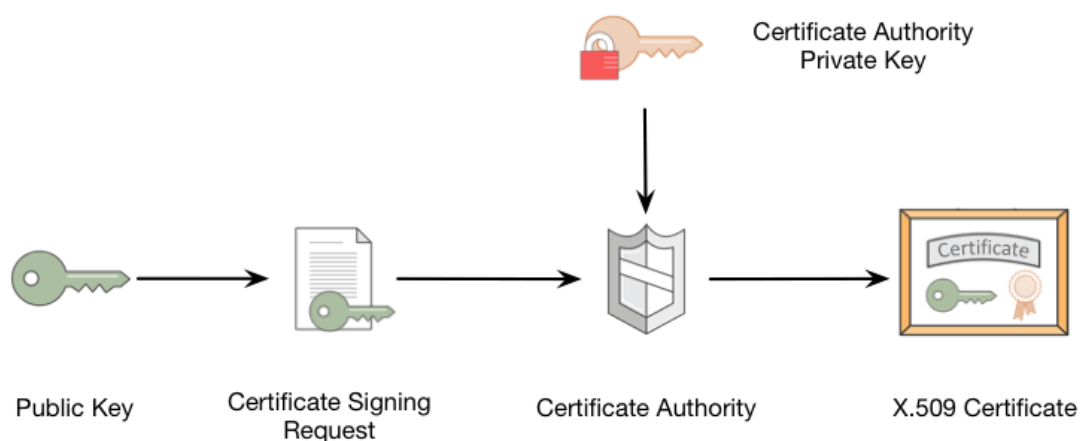 Certificate Authority
Private Key
Certificate
Public Key
Certificate Signing
Request
Certificate Authority
X.509 Certificate